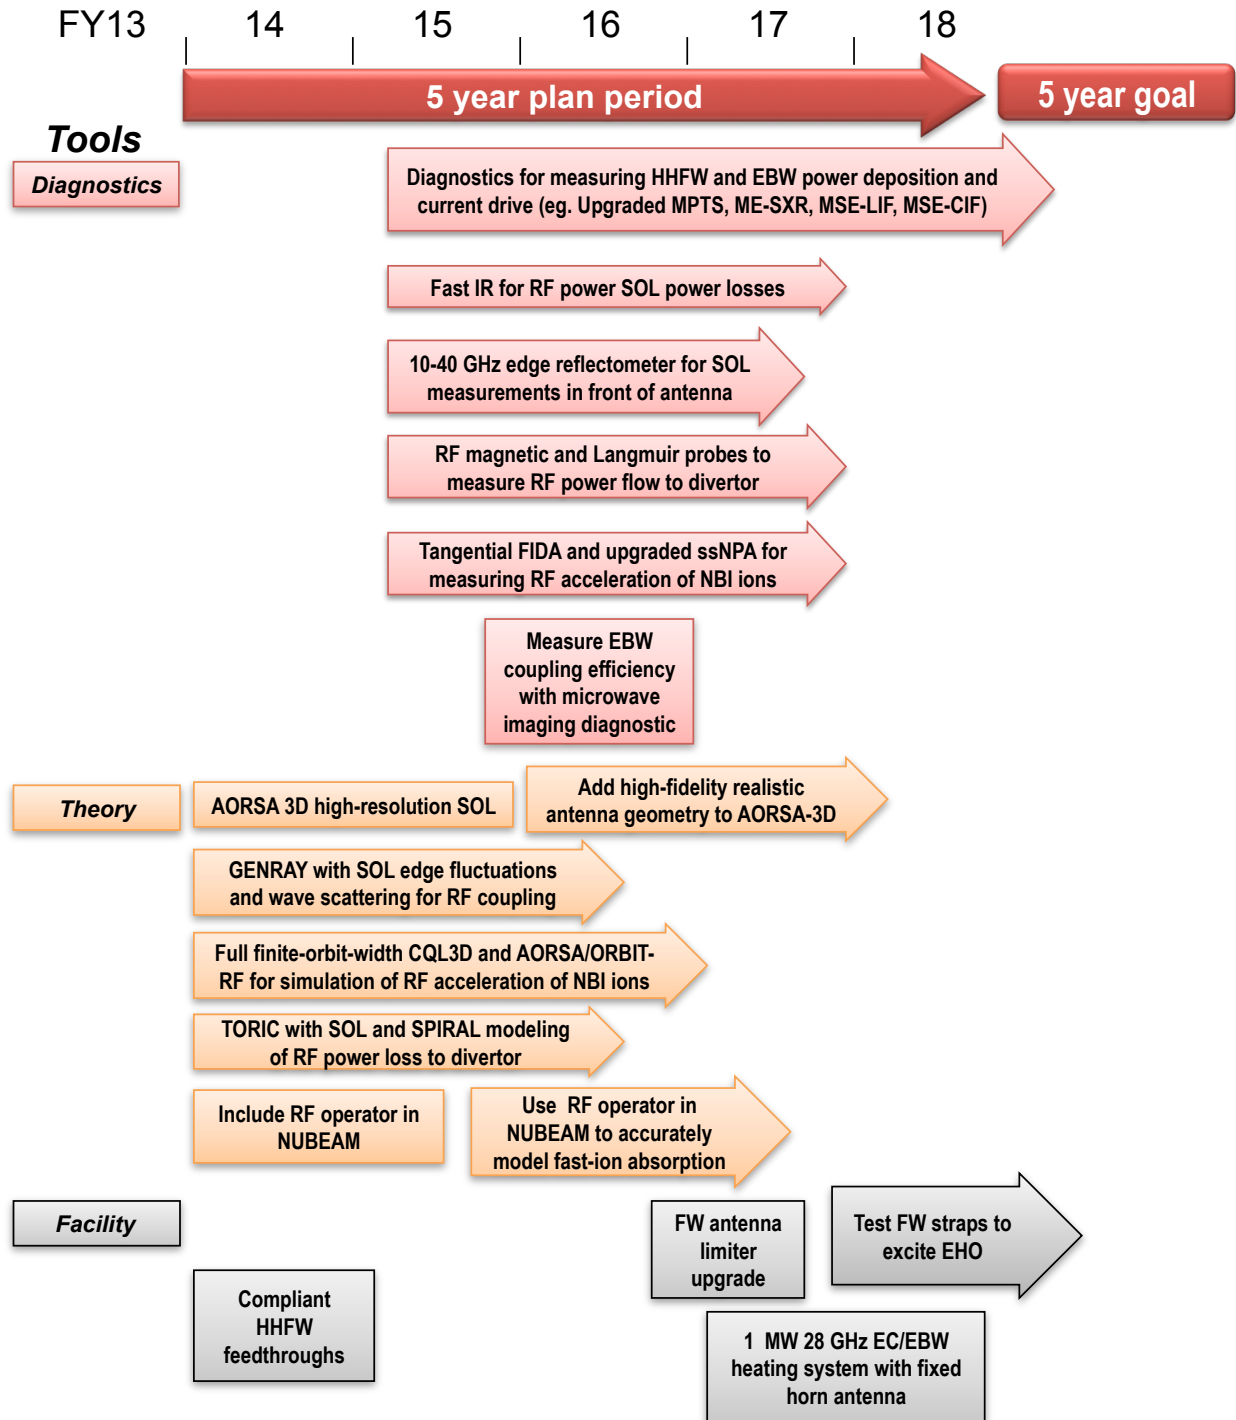 FY13 14 15 16 17 18
5 year plan period
5 year goal
Tools
Diagnostics
Diagnostics for measuring HHFW and EBW power deposition and
current drive (eg. Upgraded MPTS, ME-SXR, MSE-LIF, MSE-CIF)
Fast IR for RF power SOL power losses
10-40 GHz edge reflectometer for SOL
measurements in front of antenna
RF magnetic and Langmuir probes to
measure RF power flow to divertor
Tangential FIDA and upgraded ssNPA for
measuring RF acceleration of NBI ions
Measure EBW
coupling efficiency
with microwave
imaging diagnostic
Theory
AORSA 3D high-resolution SOL
Add high-fidelity realistic
antenna geometry to AORSA-3D
GENRAY with SOL edge fluctuations
and wave scattering for RF coupling
Full finite-orbit-width CQL3D and AORSA/ORBIT-
RF for simulation of RF acceleration of NBI ions
TORIC with SOL and SPIRAL modeling
of RF power loss to divertor
Include RF operator in
NUBEAM
Use RF operator in
NUBEAM to accurately
model fast-ion absorption
Facility
FW antenna
limiter
upgrade
Test FW straps to
excite EHO
Compliant
HHFW
feedthroughs
1 MW 28 GHz EC/EBW
heating system with fixed
horn antenna